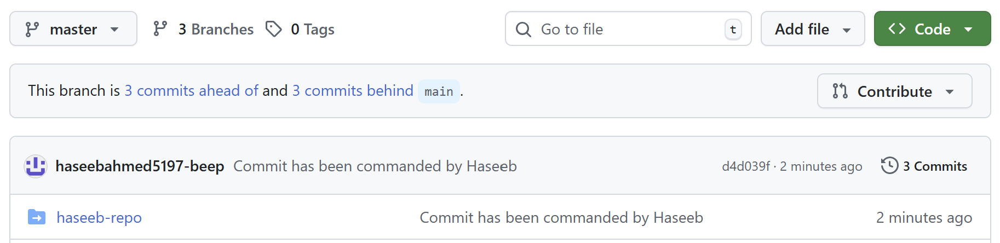 master 3 Branches 0 Tags Go to file t Add file <> Code
This branch is 3 commits ahead of and 3 commits behind main.
Contribute
haseebahmed5197-beep Commit has been commanded by Haseeb d4d039f · 2 minutes ago 3 Commits
haseeb-repo Commit has been commanded by Haseeb 2 minutes ago